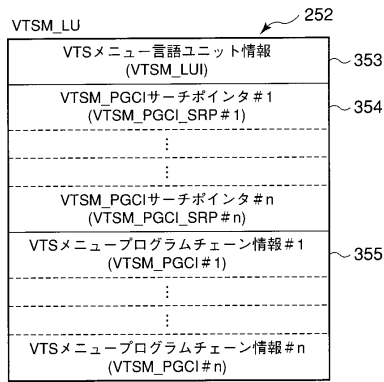 VTSM_LU
252
VTSメニュー言語ユニット情報
(VTSM_LUI)
353
VTSM_PGCIサーチポインタ#1
(VTSM_PGCI_SRP#1)
354
⋮
⋮
VTSM_PGCIサーチポインタ#n
(VTSM_PGCI_SRP#n)
VTSメニュープログラムチェーン情報#1
(VTSM_PGCI#1)
355
⋮
⋮
VTSメニュープログラムチェーン情報#n
(VTSM_PGCI#n)